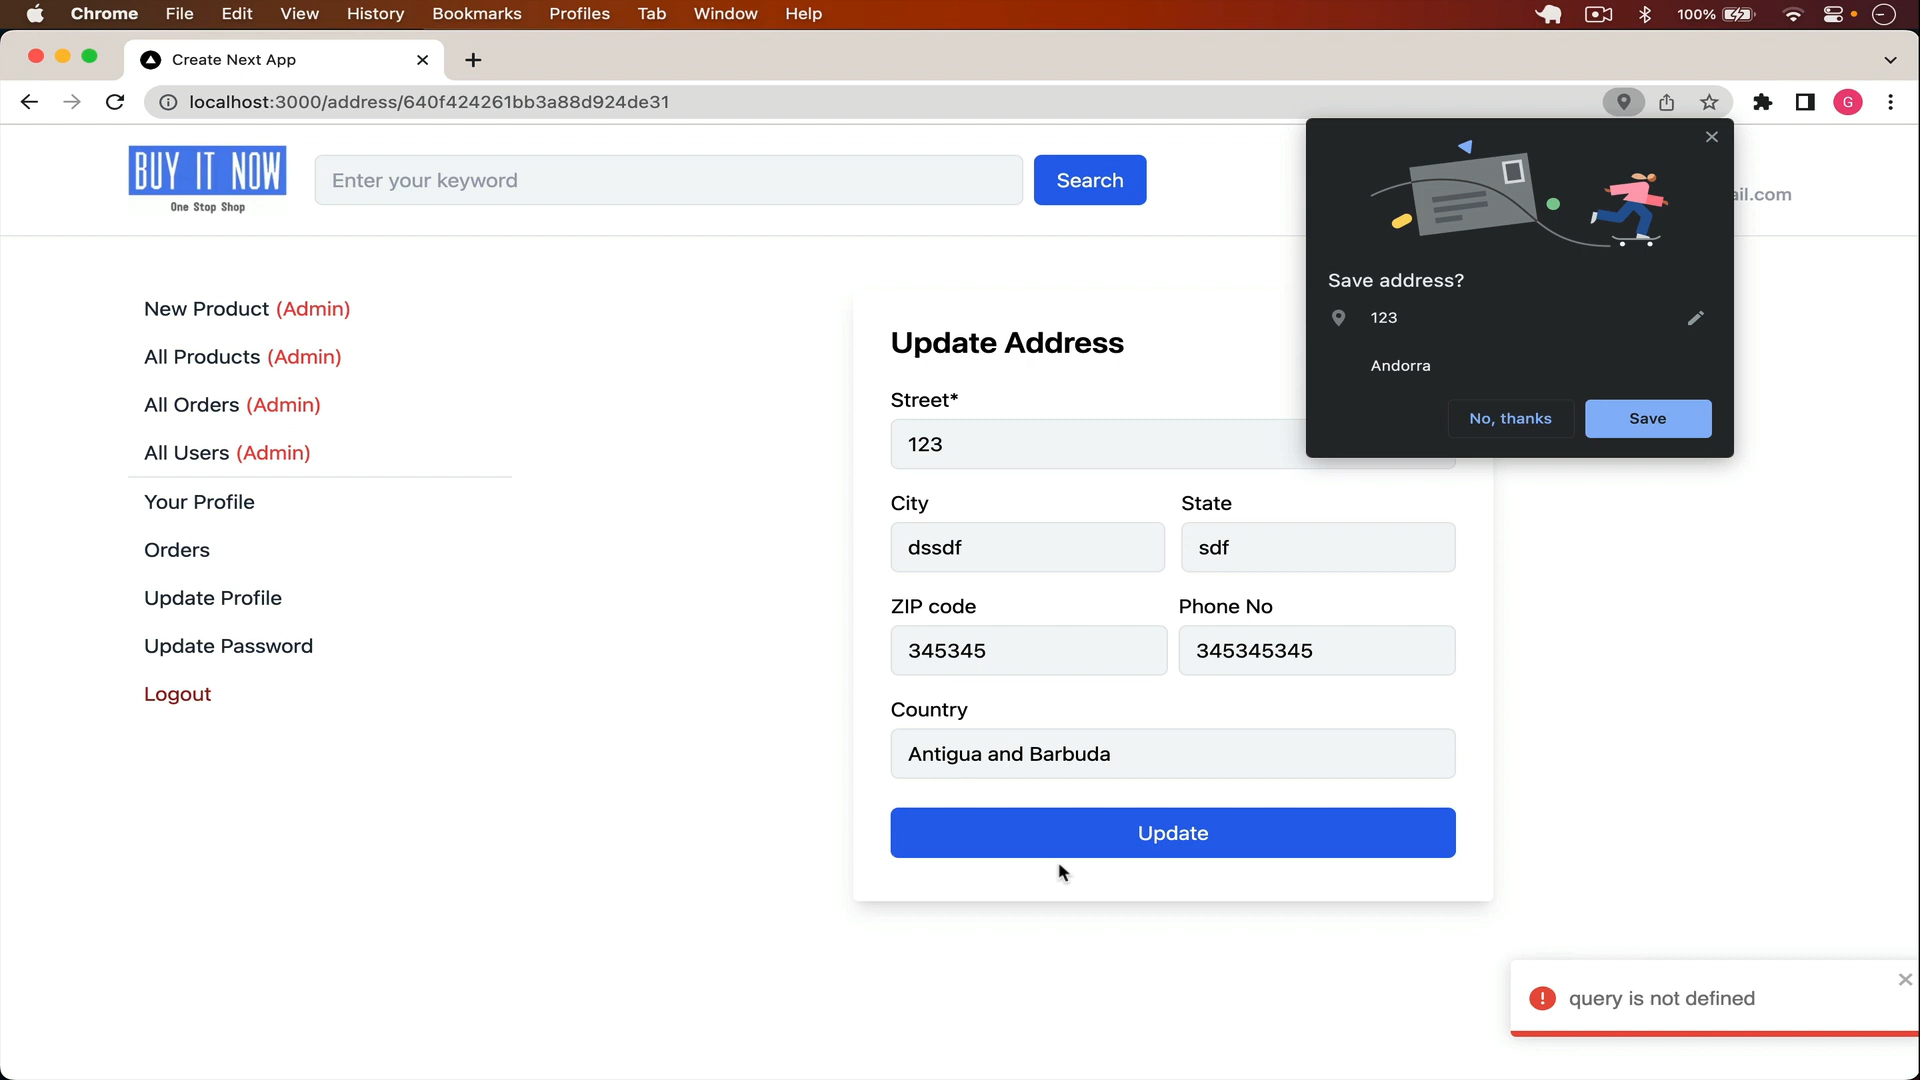 Chrome File Edit View History Bookmarks Profiles Tab Window Help 100%
Create Next App
localhost:3000/address/640f424261bb3a88d924de31
G
BUY IT NOW
One Stop Shop
Enter your keyword
Search
ail.com
Save address?
123
Andorra
No, thanks
Save
New Product (Admin)
All Products (Admin)
All Orders (Admin)
All Users (Admin)
Your Profile
Orders
Update Profile
Update Password
Logout
Update Address
Street*
123
City State
dssdf sdf
ZIP code Phone No
345345 345345345
Country
Antigua and Barbuda
Update
query is not defined